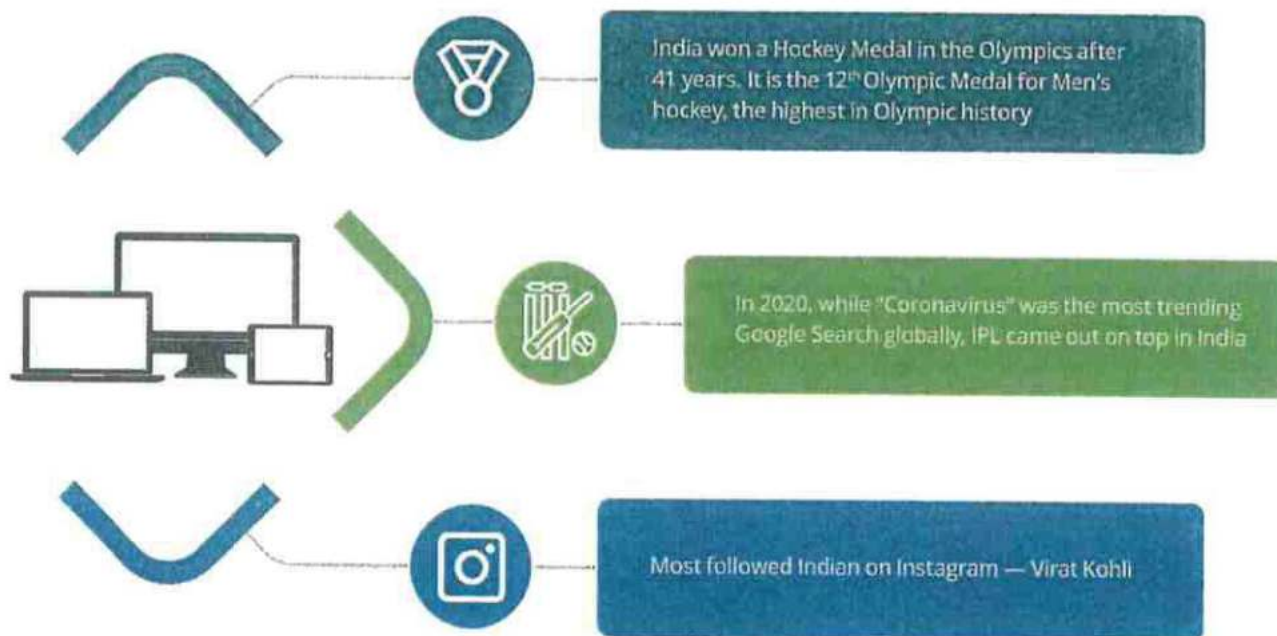 India won a Hockey Medal in the Olympics after
41 years. It is the 12th Olympic Medal for Men's
hockey, the highest in Olympic history
In 2020, while "Coronavirus" was the most trending
Google Search globally, IPL came out on top in India
Most followed Indian on Instagram — Virat Kohli